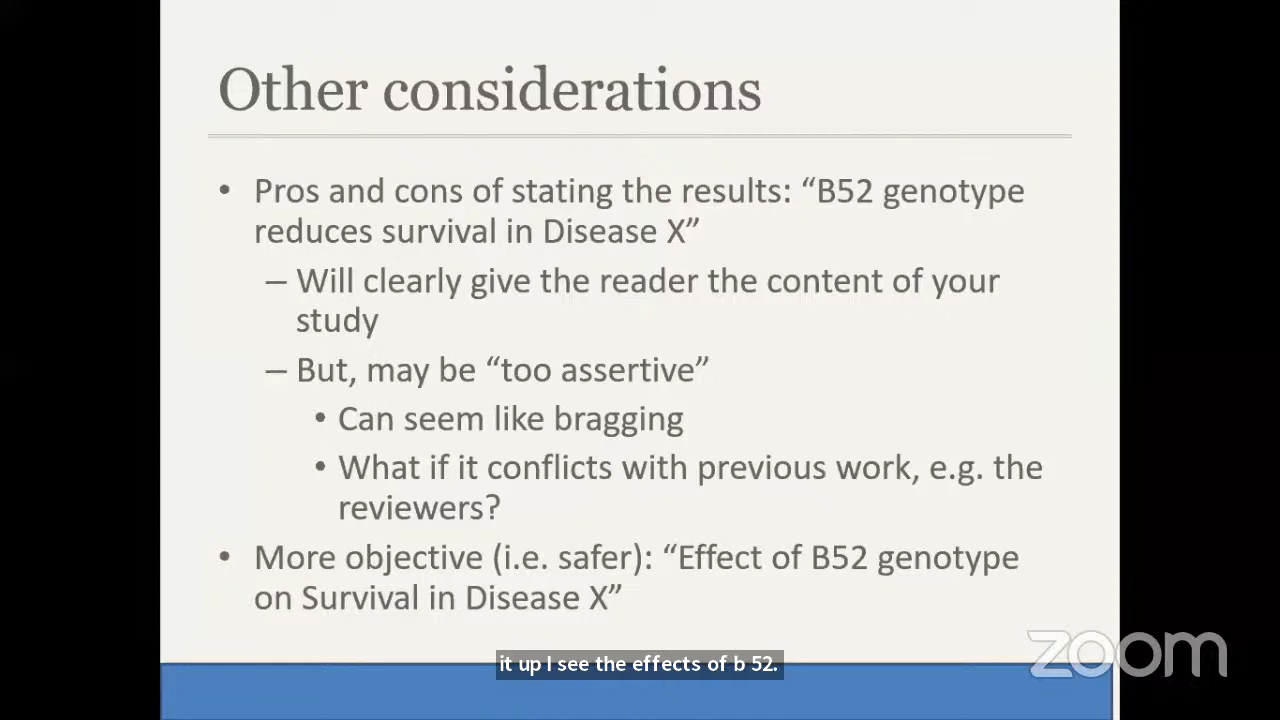 Other considerations
• Pros and cons of stating the results: “B52 genotype
reduces survival in Disease X”
– Will clearly give the reader the content of your
study
– But, may be “too assertive”
• Can seem like bragging
• What if it conflicts with previous work, e.g. the
reviewers?
• More objective (i.e. safer): “Effect of B52 genotype
on Survival in Disease X”
it up I see the effects of b 52.
zoom